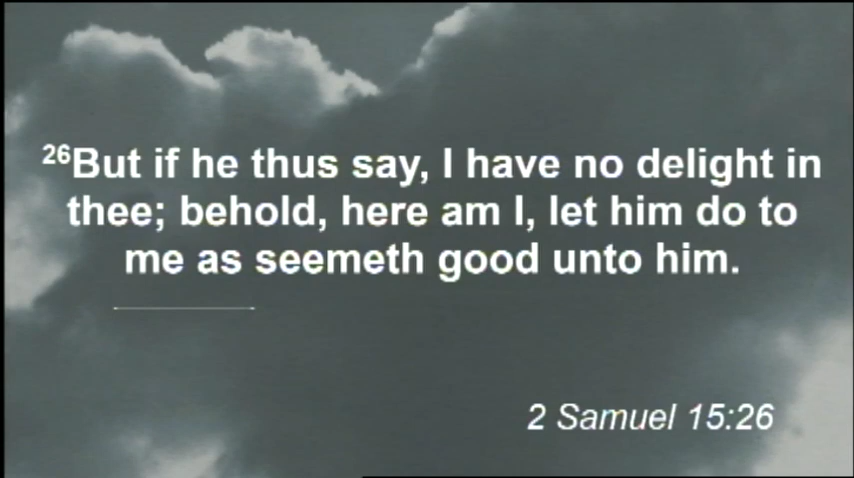 26But if he thus say, I have no delight in
thee; behold, here am I, let him do to
me as seemeth good unto him.
2 Samuel 15:26